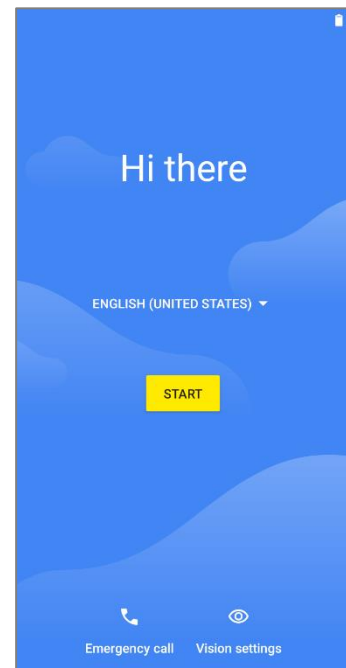 Hi there
ENGLISH (UNITED STATES)
START
Emergency call Vision settings